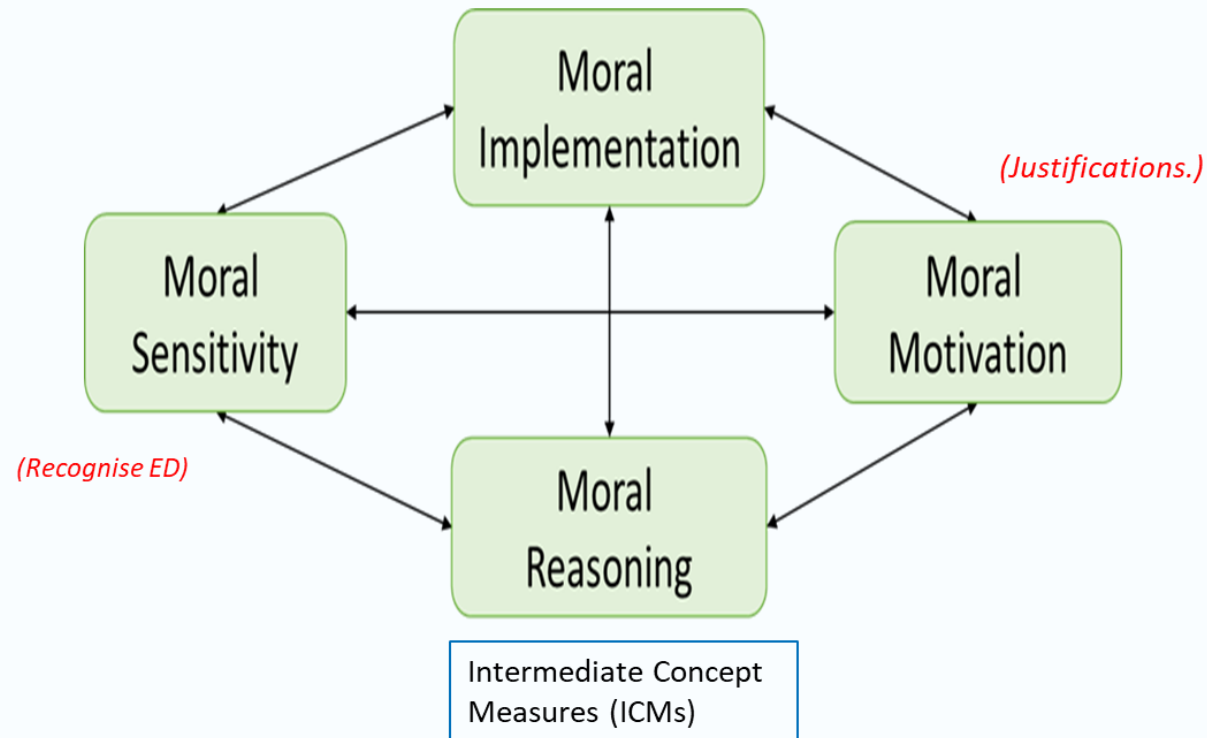 Moral
Implementation
(Justifications.)
Moral
Sensitivity
Moral
Motivation
(Recognise ED)
Moral
Reasoning
Intermediate Concept
Measures (ICMs)